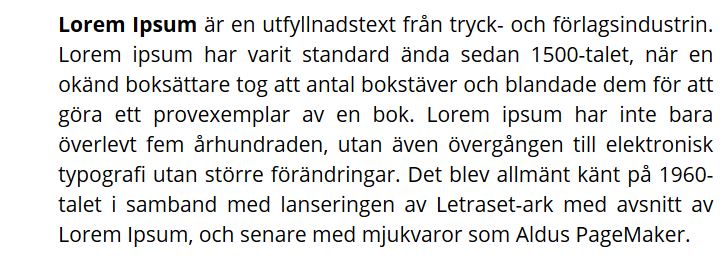 Lorem Ipsum är en utfyllnadstext från tryck- och förlagsindustrin.
Lorem ipsum har varit standard ända sedan 1500-talet, när en
okänd boksättare tog att antal bokstäver och blandade dem för att
göra ett provexemplar av en bok. Lorem ipsum har inte bara
överlevt fem århundraden, utan även övergången till elektronisk
typografi utan större förändringar. Det blev allmänt känt på 1960-
talet i samband med lanseringen av Letraset-ark med avsnitt av
Lorem Ipsum, och senare med mjukvaror som Aldus PageMaker.